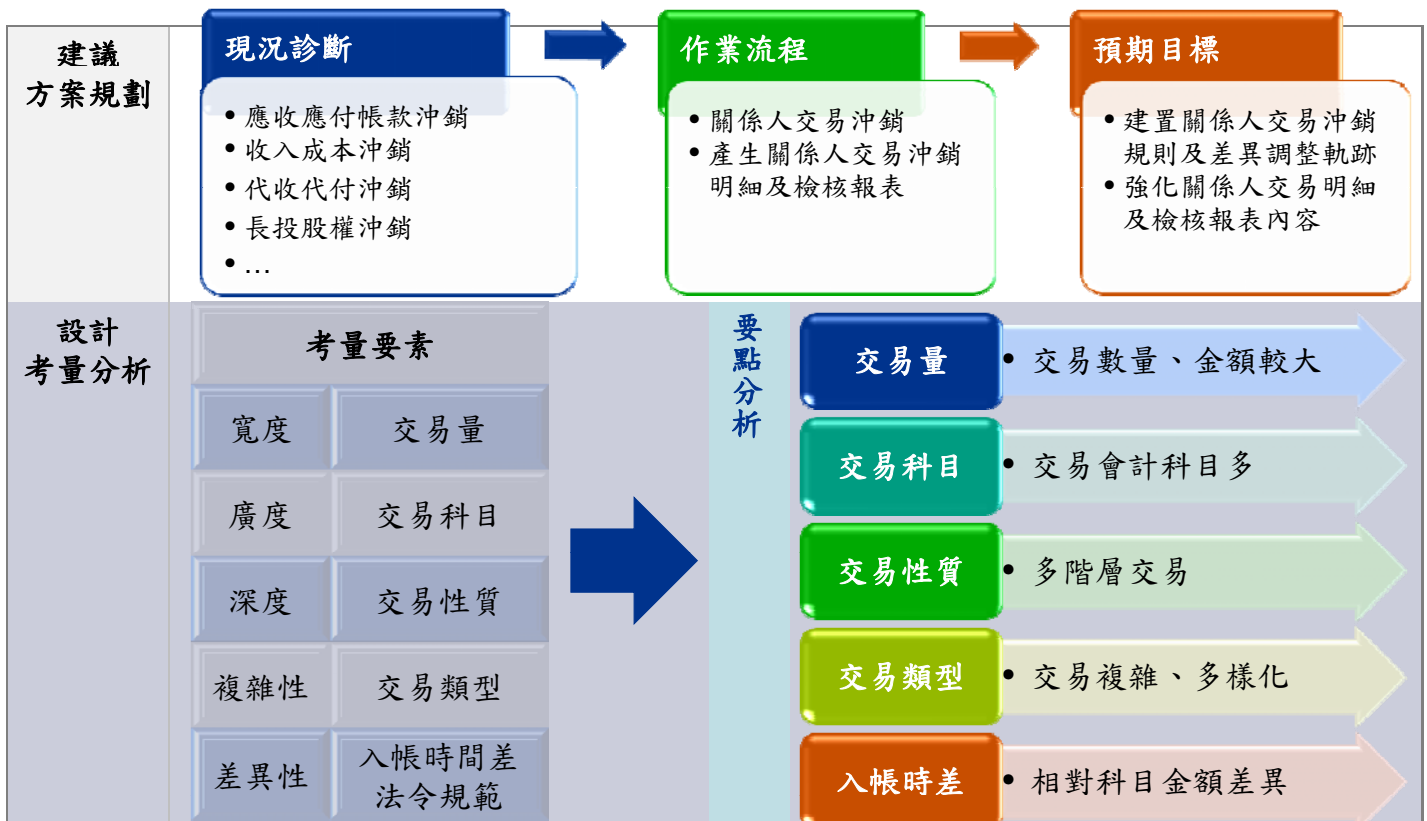 建議
方案規劃
現況診斷
• 應收應付帳款沖銷
• 收入成本沖銷
• 代收代付沖銷
• 長投股權沖銷
• …
作業流程
• 關係人交易沖銷
• 產生關係人交易沖銷
明細及檢核報表
預期目標
• 建置關係人交易沖銷
規則及差異調整軌跡
• 強化關係人交易明細
及檢核報表內容
設計
考量分析
考量要素
寬度 交易量
廣度 交易科目
深度 交易性質
複雜性 交易類型
差異性 入帳時間差
法令規範
要點分析
交易量 • 交易數量、金額較大
交易科目 • 交易會計科目多
交易性質 • 多階層交易
交易類型 • 交易複雜、多樣化
入帳時差 • 相對科目金額差異